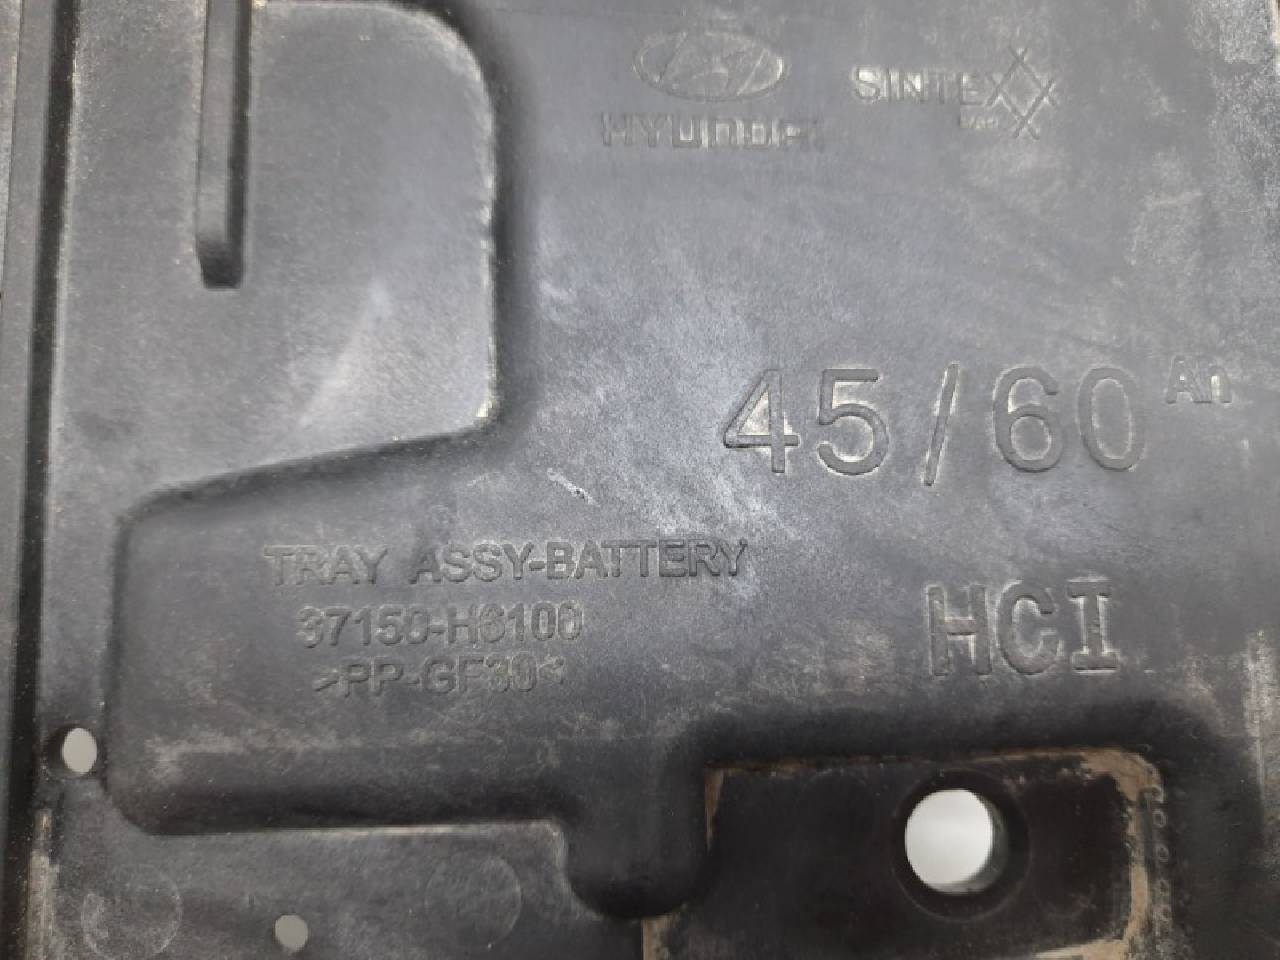 HYUNDAI
SINTEX
45/60 Ah
TRAY ASSY-BATTERY
37150-H6100
>PP-GF30<
HCI